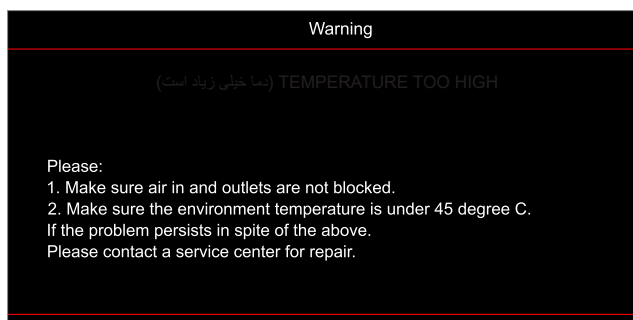 Warning
TEMPERATURE TOO HIGH (دما خیلی زیاد است)
Please:
1. Make sure air in and outlets are not blocked.
2. Make sure the environment temperature is under 45 degree C.
If the problem persists in spite of the above.
Please contact a service center for repair.